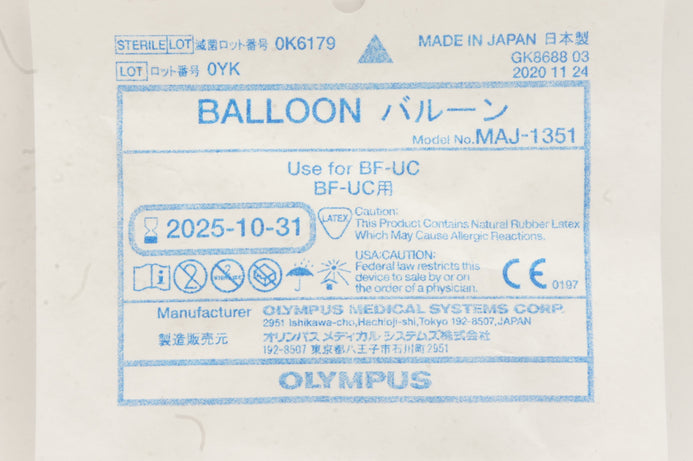 STERILE LOT 滅菌ロット番号 0K6179
MADE IN JAPAN 日本製
GK8688 03
LOT ロット番号 0YK
2020 11 24
BALLOON バルーン
Model No. MAJ-1351
Use for BF-UC
BF-UC用
2025-10-31
LATEX
Caution:
This Product Contains Natural Rubber Latex
Which May Cause Allergic Reactions.
USA:CAUTION:
Federal law restricts this
device to sale by or on
the order of a physician.
CE 0197
Manufacturer OLYMPUS MEDICAL SYSTEMS CORP.
2951 Ishikawa-cho,Hachioji-shi,Tokyo 192-8507,JAPAN
製造販売元 オリンパス メディカル システムズ株式会社
192-8507 東京都八王子市石川町2951
OLYMPUS